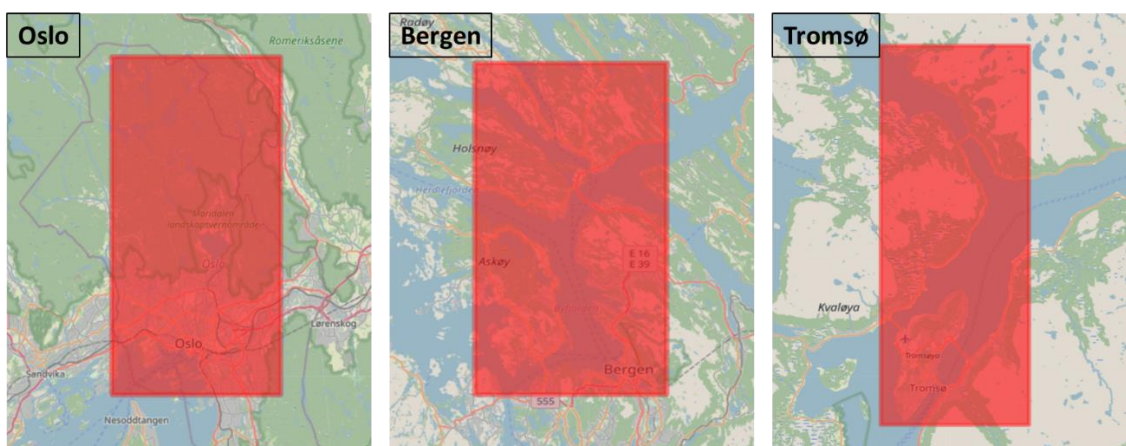 Oslo
Romeriksåsene
Maridalen
landskapsvernområde
Oslo
Lørenskog
Oslo
Sandvika
Nesoddtangen
Bergen
Radøy
Holsnøy
Herdlefjorden
E 16
E 39
Askøy
Bergen
555
Tromsø
Kvaløya
Tromsøya
Tromsø